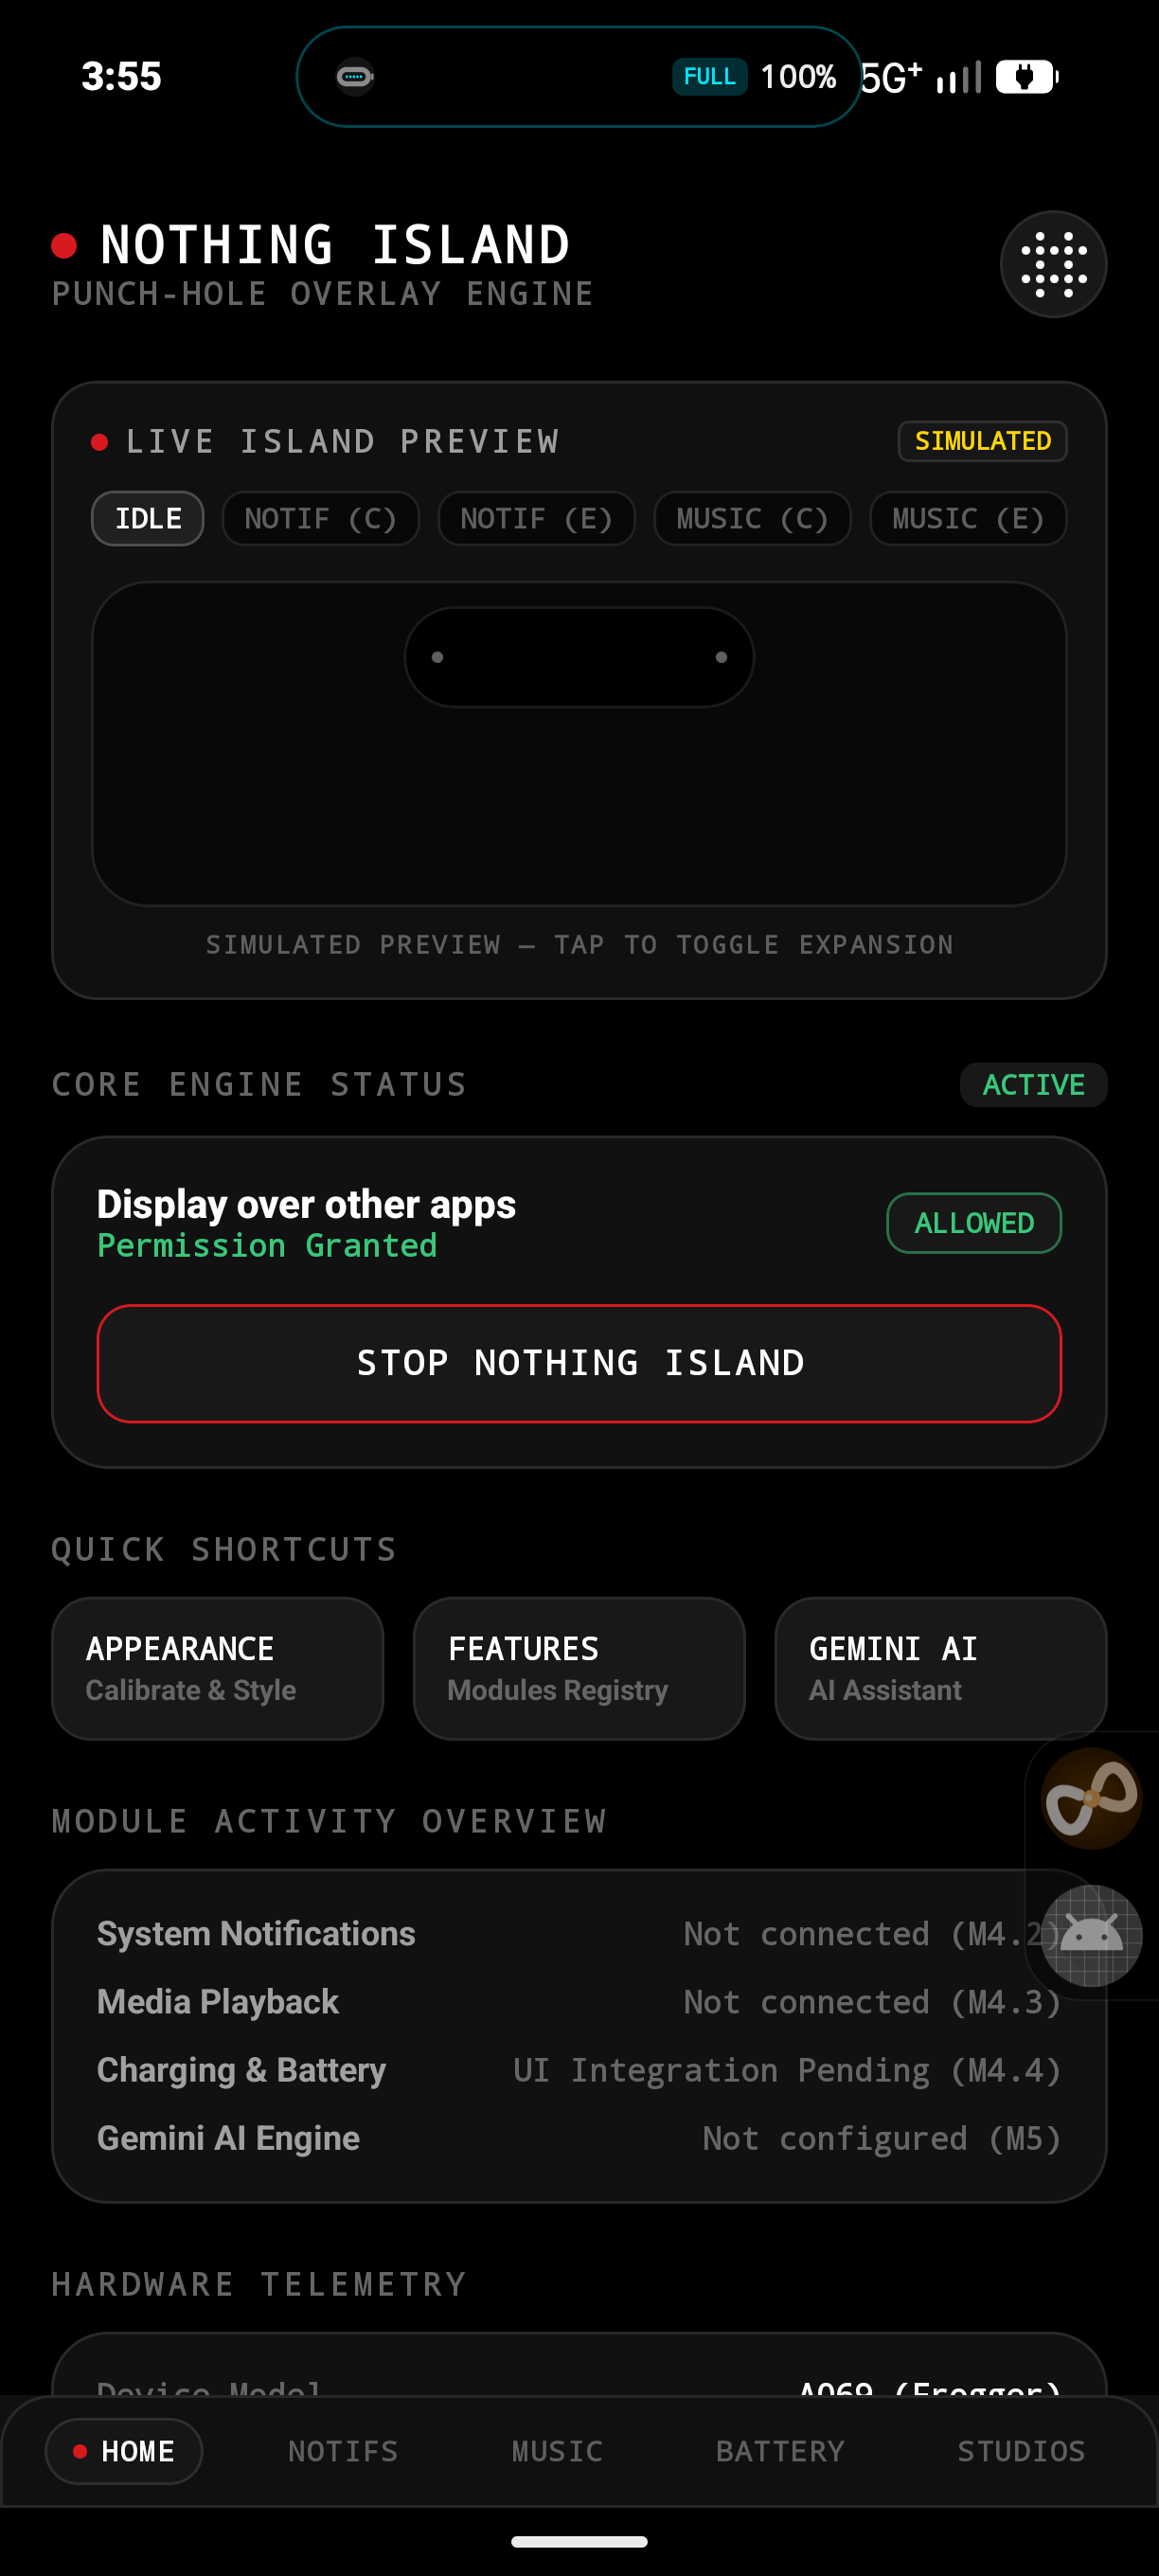 3:55
FULL 100% 5G+
NOTHING ISLAND
PUNCH-HOLE OVERLAY ENGINE
LIVE ISLAND PREVIEW
SIMULATED
IDLE
NOTIF (C)
NOTIF (E)
MUSIC (C)
MUSIC (E)
SIMULATED PREVIEW — TAP TO TOGGLE EXPANSION
CORE ENGINE STATUS
ACTIVE
Display over other apps
Permission Granted
ALLOWED
STOP NOTHING ISLAND
QUICK SHORTCUTS
APPEARANCE
Calibrate & Style
FEATURES
Modules Registry
GEMINI AI
AI Assistant
MODULE ACTIVITY OVERVIEW
System Notifications
Not connected (M4.2)
Media Playback
Not connected (M4.3)
Charging & Battery
UI Integration Pending (M4.4)
Gemini AI Engine
Not configured (M5)
HARDWARE TELEMETRY
Device Model
A069 (Frogger)
HOME
NOTIFS
MUSIC
BATTERY
STUDIOS